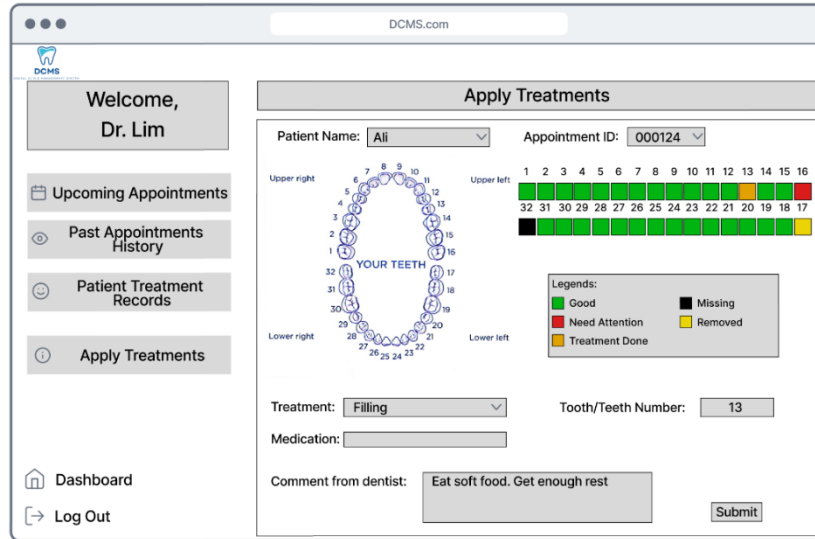 DCMS.com
DCMS
Welcome,
Dr. Lim
Upcoming Appointments
Past Appointments
History
Patient Treatment
Records
Apply Treatments
Dashboard
Log Out
Apply Treatments
Patient Name: Ali
Appointment ID: 000124
Upper right
Upper left
8 9
7 10
6 11
5 12
4 13
3 14
2 15
1 16
YOUR TEETH
32 17
31 18
30 19
29 20
28 21
27 22
26 25 24 23
Lower right
Lower left
1 2 3 4 5 6 7 8 9 10 11 12 13 14 15 16
32 31 30 29 28 27 26 25 24 23 22 21 20 19 18 17
Legends:
Good
Missing
Need Attention
Removed
Treatment Done
Treatment: Filling
Tooth/Teeth Number: 13
Medication:
Comment from dentist: Eat soft food. Get enough rest
Submit